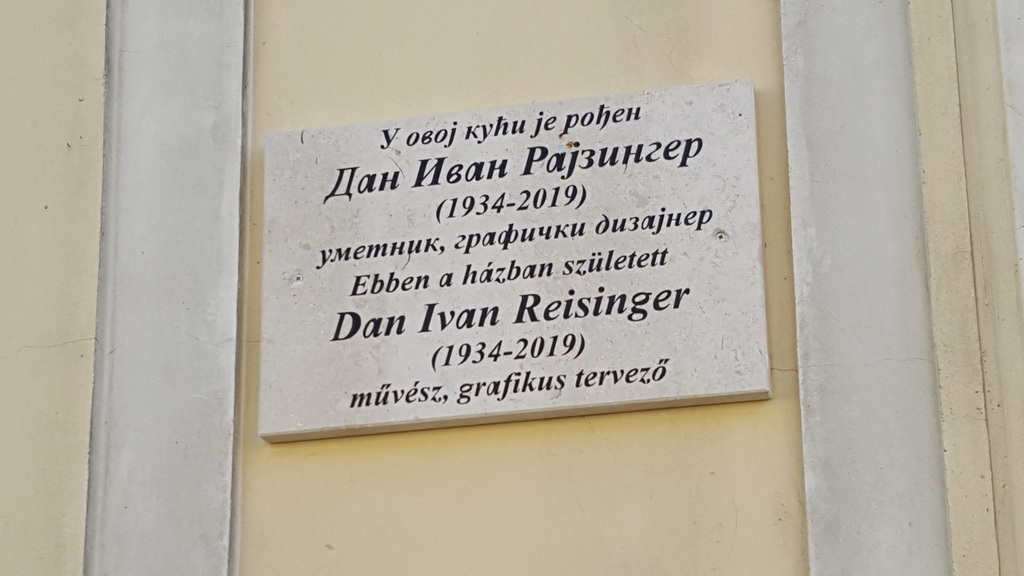 У овој кући је рођен
Дан Иван Рајзингер
(1934-2019)
уметник, графички дизајнер
Ebben a házban született
Dan Ivan Reisinger
(1934-2019)
művész, grafikus tervező